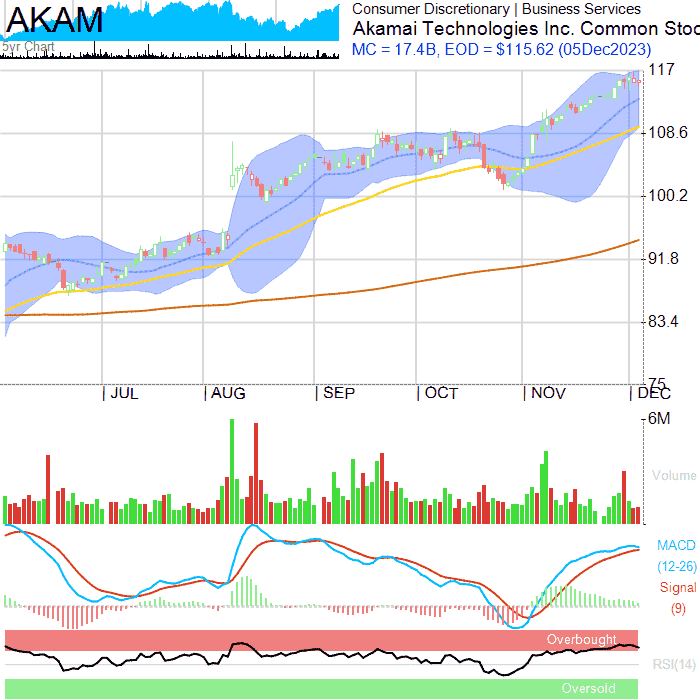 AKAM
5yr Chart
Consumer Discretionary | Business Services
Akamai Technologies Inc. Common Stoc
MC = 17.4B, EOD = $115.62 (05Dec2023)
117
108.6
100.2
91.8
83.4
75
JUL
AUG
SEP
OCT
NOV
DEC
6M
Volume
MACD
(12-26)
Signal
(9)
Overbought
RSI(14)
Oversold